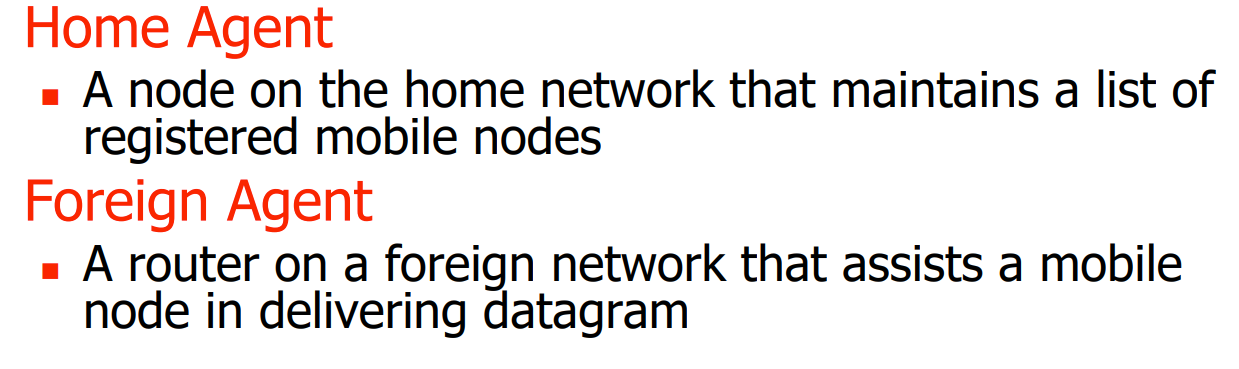 Home Agent
▪ A node on the home network that maintains a list of
registered mobile nodes
Foreign Agent
▪ A router on a foreign network that assists a mobile
node in delivering datagram